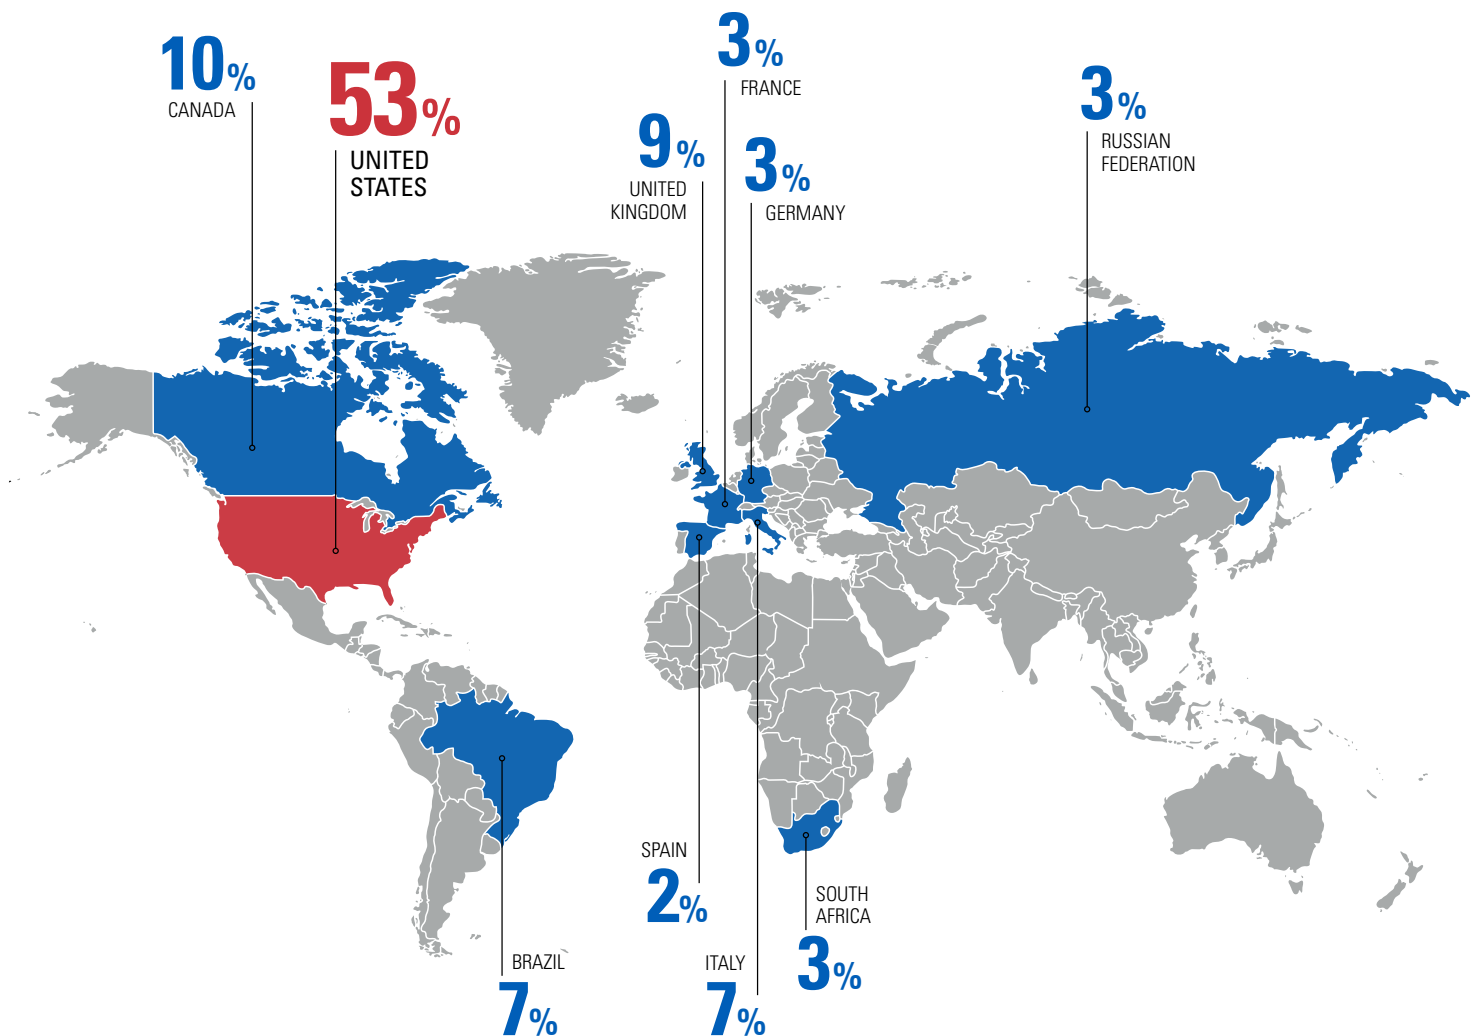 10%
CANADA
53%
UNITED
STATES
9%
UNITED
KINGDOM
3%
FRANCE
3%
GERMANY
3%
RUSSIAN
FEDERATION
BRAZIL
7%
SPAIN
2%
ITALY
7%
SOUTH
AFRICA
3%